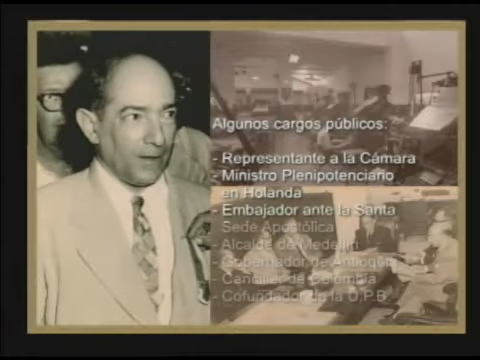 Algunos cargos públicos:
- Representante a la Cámara
- Ministro Plenipotenciano
en Holanda
- Embajador ante la Santa
Sede Apostólica
- Alcalde de Medellín
- Gobernador de Antioquia
- Canciller de Colombia
- Cofundador de la U.P.B.